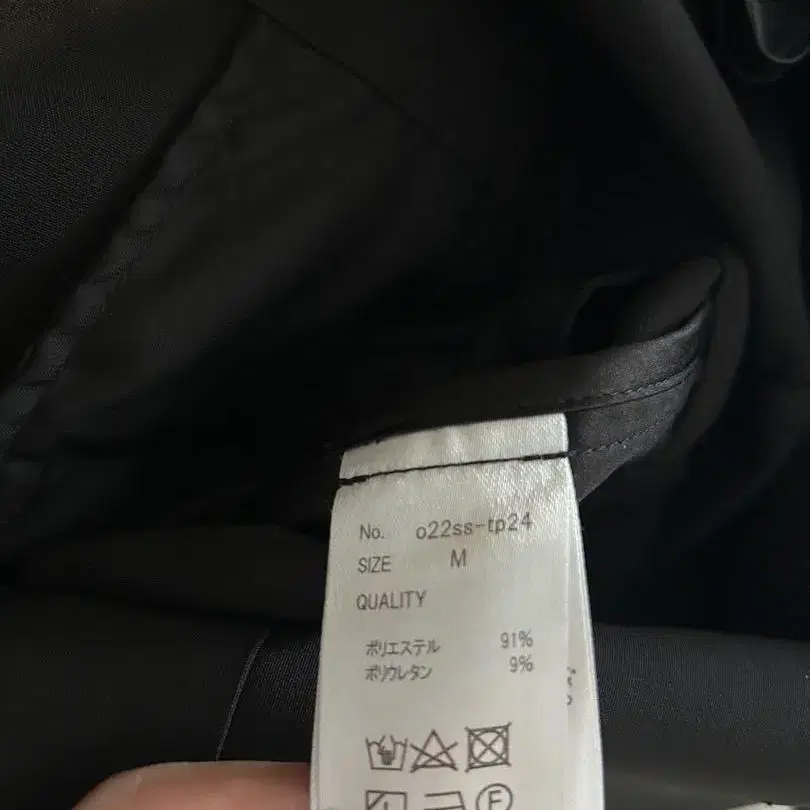 No. o22ss-tp24
SIZE M
QUALITY
ポリエステル 91%
ポリウレタン 9%
F